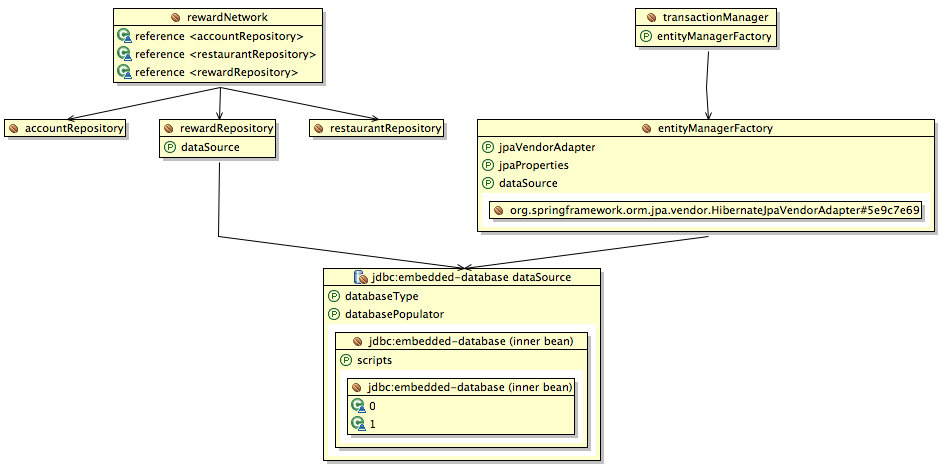 rewardNetwork
reference <accountRepository>
reference <restaurantRepository>
reference <rewardRepository>
transactionManager
P entityManagerFactory
accountRepository
rewardRepository
P dataSource
restaurantRepository
entityManagerFactory
P jpaVendorAdapter
P jpaProperties
P dataSource
org.springframework.orm.jpa.vendor.HibernateJpaVendorAdapter#5e9c7e69
jdbc:embedded-database dataSource
P databaseType
P databasePopulator
jdbc:embedded-database (inner bean)
P scripts
jdbc:embedded-database (inner bean)
0
1